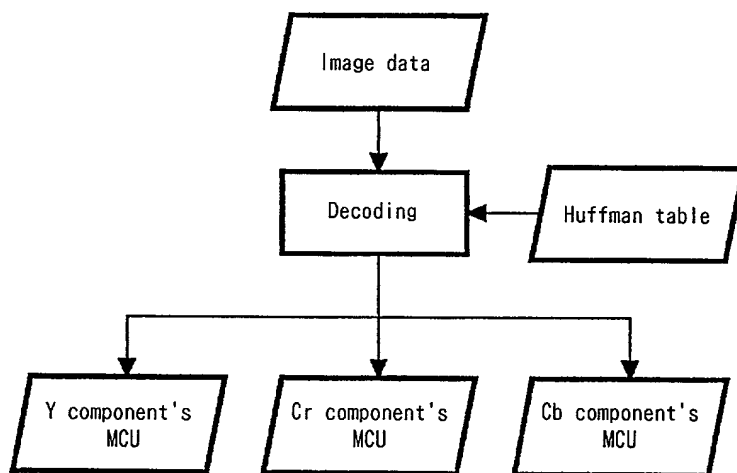 Image data
Decoding
Huffman table
Y component's
MCU
Cr component's
MCU
Cb component's
MCU